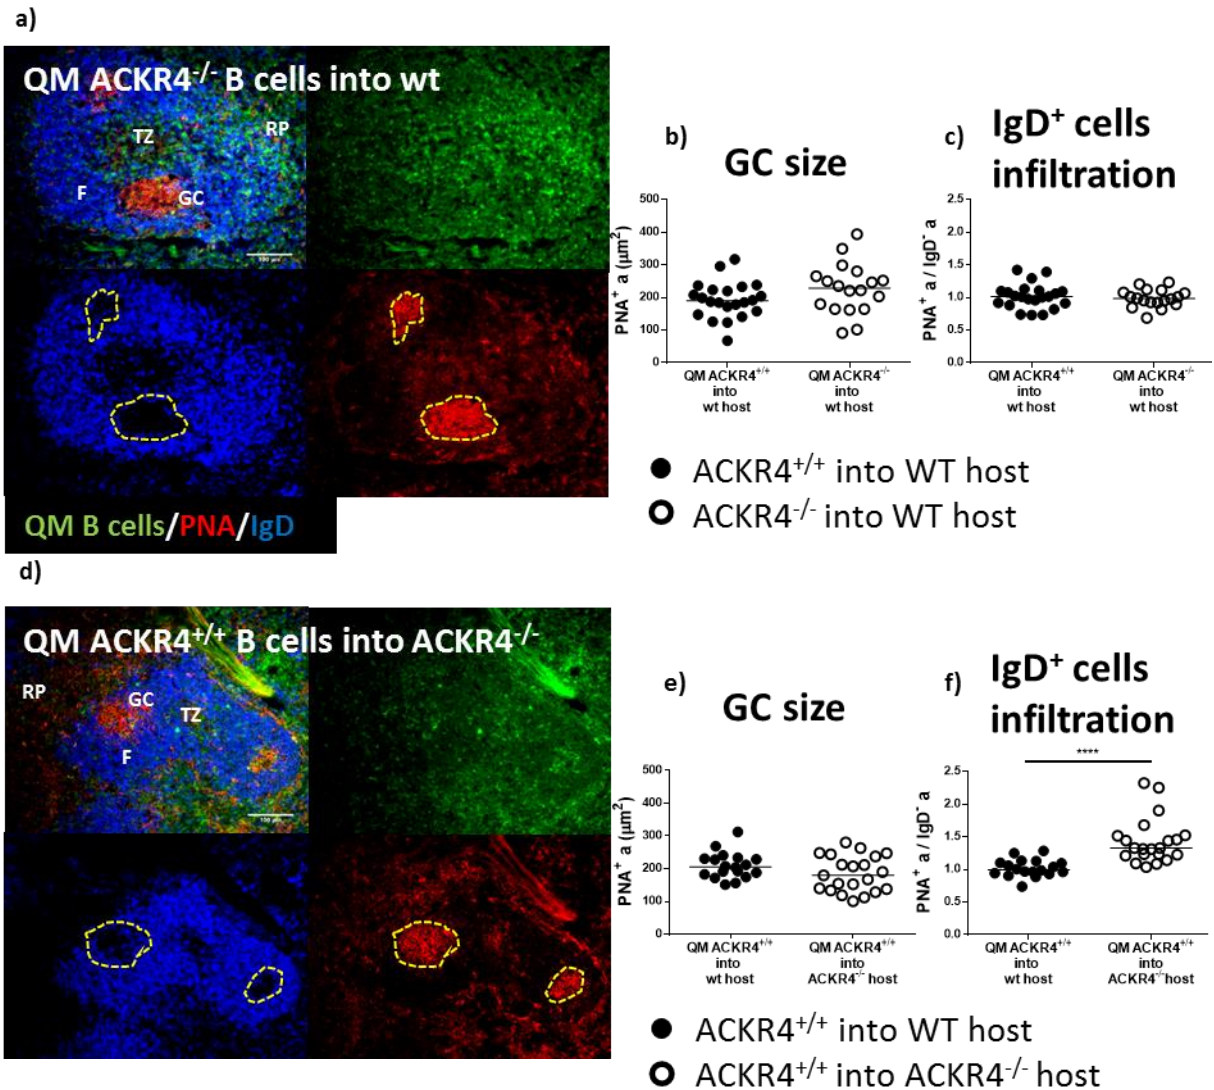 a)
QM ACKR4-/- B cells into wt
TZ
RP
F
GC
100 μm
QM B cells/PNA/IgD
b)
GC size
PNA+ a (μm2)
500
400
300
200
100
0
QM ACKR4+/+
into
wt host
QM ACKR4-/-
into
wt host
c)
IgD+ cells
infiltration
PNA+ a / IgD- a
2.5
2.0
1.5
1.0
0.5
0.0
QM ACKR4+/+
into
wt host
QM ACKR4-/-
into
wt host
ACKR4+/+ into WT host
ACKR4-/- into WT host
d)
QM ACKR4+/+ B cells into ACKR4-/-
RP
GC
TZ
F
100 μm
e)
GC size
PNA+ a (μm2)
500
400
300
200
100
0
QM ACKR4+/+
into
wt host
QM ACKR4+/+
into
ACKR4-/- host
f)
IgD+ cells
infiltration
****
PNA+ a / IgD- a
2.5
2.0
1.5
1.0
0.5
0.0
QM ACKR4+/+
into
wt host
QM ACKR4+/+
into
ACKR4-/- host
ACKR4+/+ into WT host
ACKR4+/+ into ACKR4-/- host